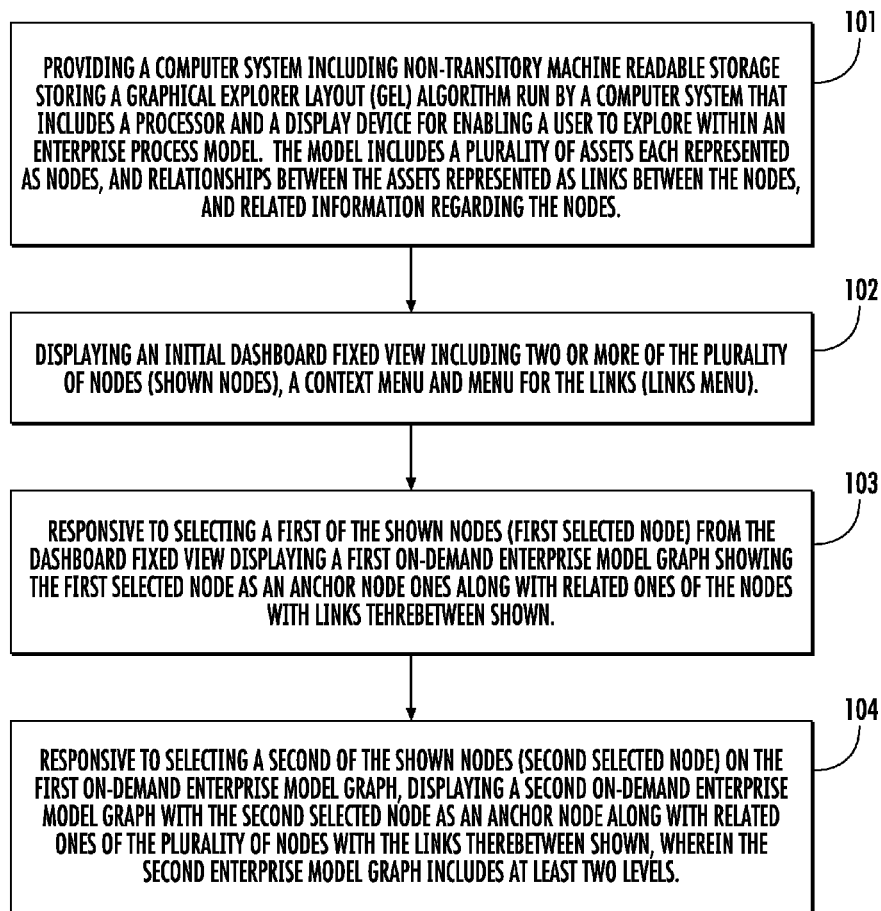 101
PROVIDING A COMPUTER SYSTEM INCLUDING NON-TRANSITORY MACHINE READABLE STORAGE
STORING A GRAPHICAL EXPLORER LAYOUT (GEL) ALGORITHM RUN BY A COMPUTER SYSTEM THAT
INCLUDES A PROCESSOR AND A DISPLAY DEVICE FOR ENABLING A USER TO EXPLORE WITHIN AN
ENTERPRISE PROCESS MODEL. THE MODEL INCLUDES A PLURALITY OF ASSETS EACH REPRESENTED
AS NODES, AND RELATIONSHIPS BETWEEN THE ASSETS REPRESENTED AS LINKS BETWEEN THE NODES,
AND RELATED INFORMATION REGARDING THE NODES.
102
DISPLAYING AN INITIAL DASHBOARD FIXED VIEW INCLUDING TWO OR MORE OF THE PLURALITY
OF NODES (SHOWN NODES), A CONTEXT MENU AND MENU FOR THE LINKS (LINKS MENU).
103
RESPONSIVE TO SELECTING A FIRST OF THE SHOWN NODES (FIRST SELECTED NODE) FROM THE
DASHBOARD FIXED VIEW DISPLAYING A FIRST ON-DEMAND ENTERPRISE MODEL GRAPH SHOWING
THE FIRST SELECTED NODE AS AN ANCHOR NODE ONES ALONG WITH RELATED ONES OF THE NODES
WITH LINKS TEHREBETWEEN SHOWN.
104
RESPONSIVE TO SELECTING A SECOND OF THE SHOWN NODES (SECOND SELECTED NODE) ON THE
FIRST ON-DEMAND ENTERPRISE MODEL GRAPH, DISPLAYING A SECOND ON-DEMAND ENTERPRISE
MODEL GRAPH WITH THE SECOND SELECTED NODE AS AN ANCHOR NODE ALONG WITH RELATED
ONES OF THE PLURALITY OF NODES WITH THE LINKS THEREBETWEEN SHOWN, WHEREIN THE
SECOND ENTERPRISE MODEL GRAPH INCLUDES AT LEAST TWO LEVELS.